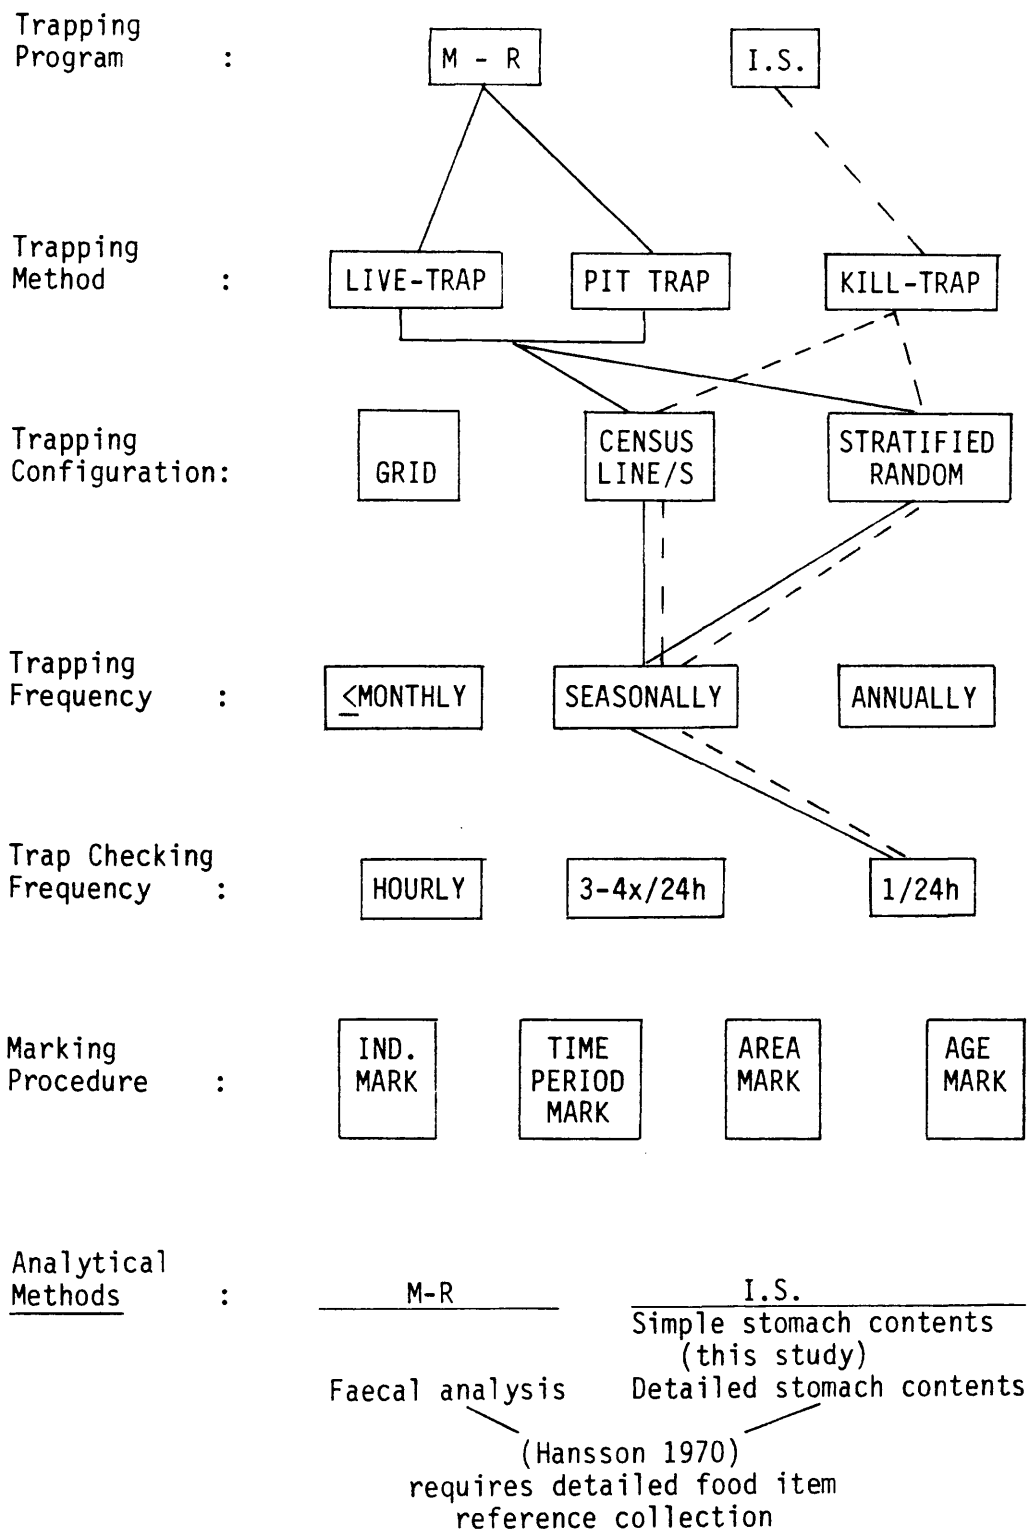 Trapping
Program :
M - R
I.S.
Trapping
Method :
LIVE-TRAP
PIT TRAP
KILL-TRAP
Trapping
Configuration:
GRID
CENSUS
LINE/S
STRATIFIED
RANDOM
Trapping
Frequency :
≤MONTHLY
SEASONALLY
ANNUALLY
Trap Checking
Frequency :
HOURLY
3-4x/24h
1/24h
Marking
Procedure :
IND.
MARK
TIME
PERIOD
MARK
AREA
MARK
AGE
MARK
Analytical
Methods :
M-R
I.S.
Simple stomach contents
(this study)
Faecal analysis
Detailed stomach contents
(Hansson 1970)
requires detailed food item
reference collection